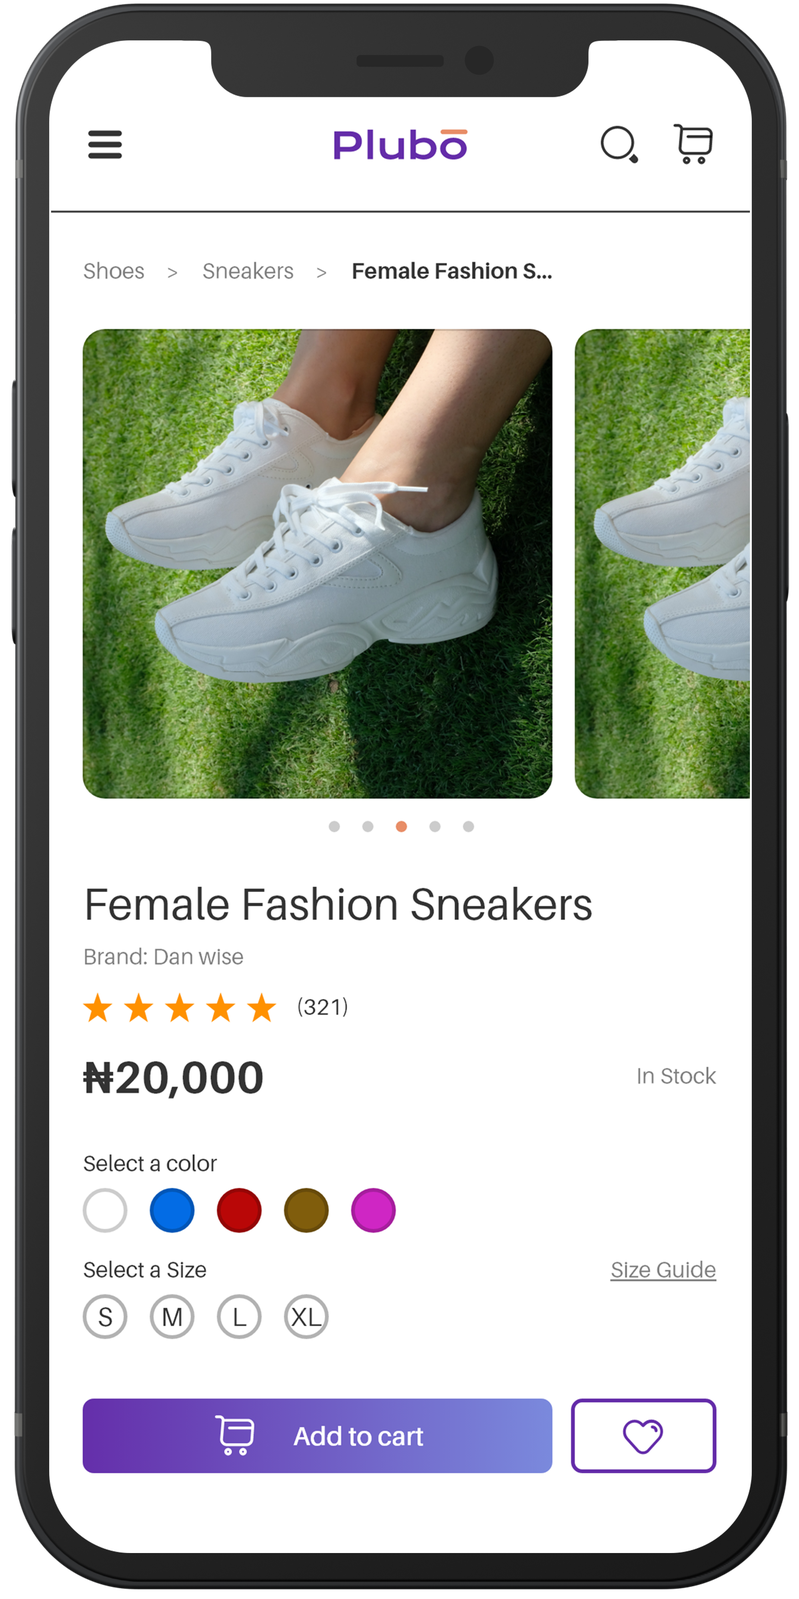 Plubō
Shoes > Sneakers > Female Fashion S...
Female Fashion Sneakers
Brand: Dan wise
(321)
₦20,000 In Stock
Select a color
Select a Size Size Guide
S M L XL
Add to cart